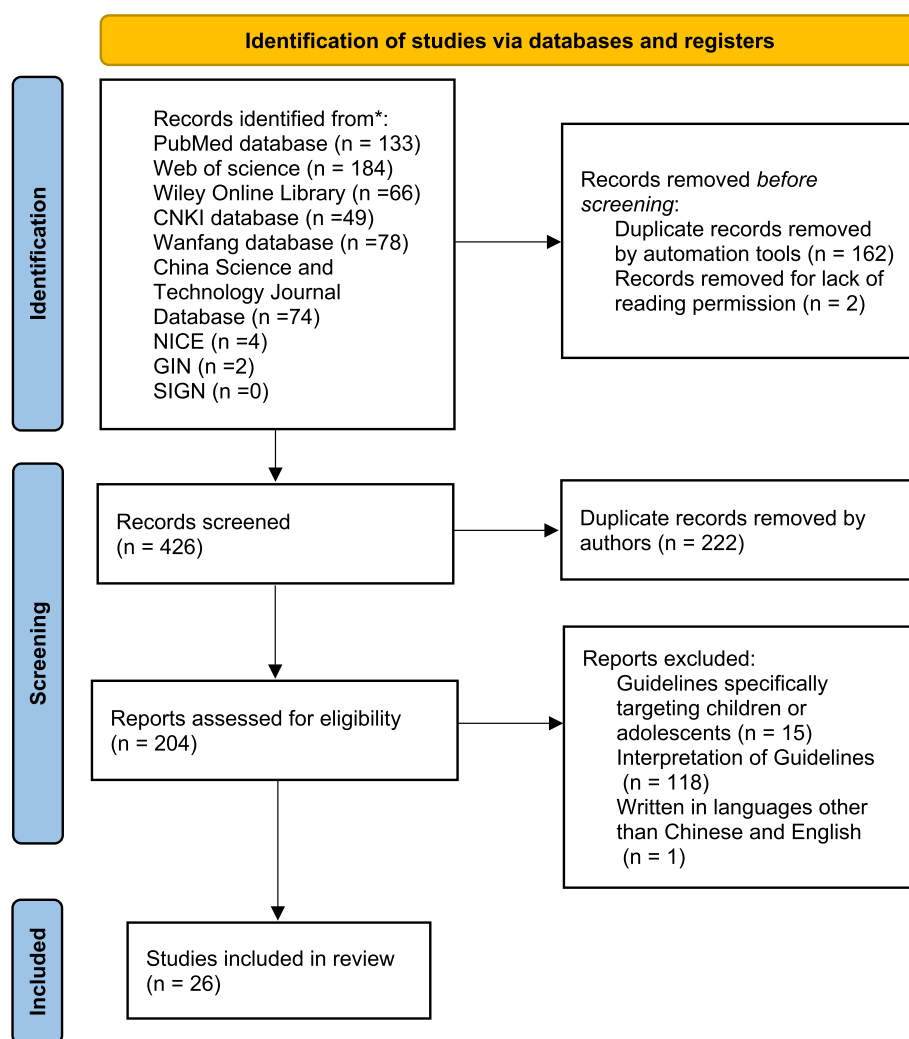 Identification of studies via databases and registers
Identification
Records identified from*:
PubMed database (n = 133)
Web of science (n = 184)
Wiley Online Library (n =66)
CNKI database (n =49)
Wanfang database (n =78)
China Science and
Technology Journal
Database (n =74)
NICE (n =4)
GIN (n =2)
SIGN (n =0)
Records removed before
screening:
Duplicate records removed
by automation tools (n = 162)
Records removed for lack of
reading permission (n = 2)
Screening
Records screened
(n = 426)
Duplicate records removed by
authors (n = 222)
Reports assessed for eligibility
(n = 204)
Reports excluded:
Guidelines specifically
targeting children or
adolescents (n = 15)
Interpretation of Guidelines
(n = 118)
Written in languages other
than Chinese and English
(n = 1)
Included
Studies included in review
(n = 26)